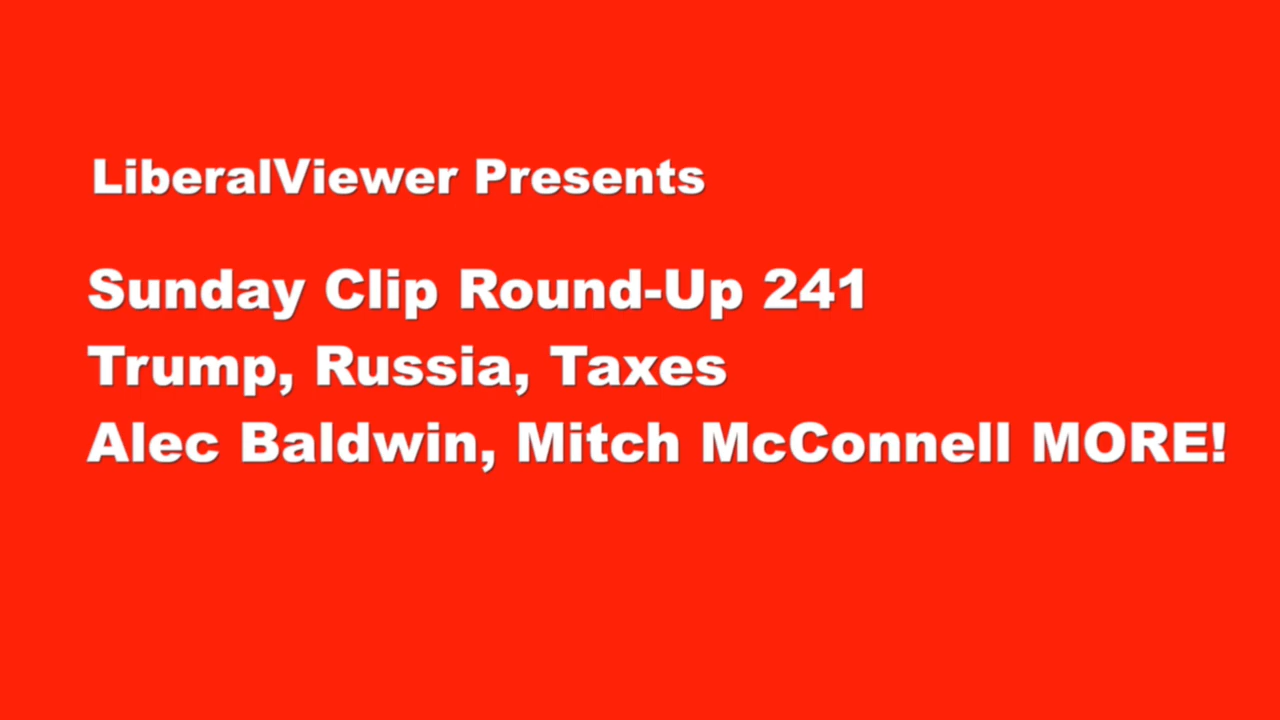 LiberalViewer Presents
Sunday Clip Round-Up 241
Trump, Russia, Taxes
Alec Baldwin, Mitch McConnell MORE!